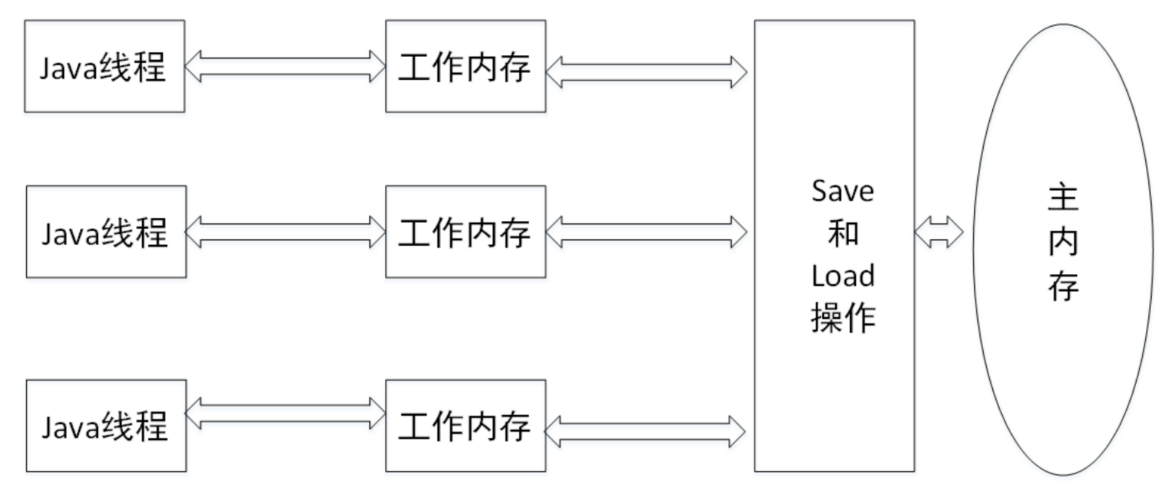 Java线程
工作内存
Java线程
工作内存
Java线程
工作内存
Save
和
Load
操作
主
内
存